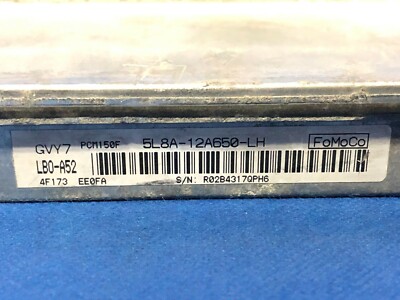 GVY7 PCM150F 5L8A-12A650-LH FoMoCo
LB0-A52
4F173 EE0FA S/N: R02B4317QPH6